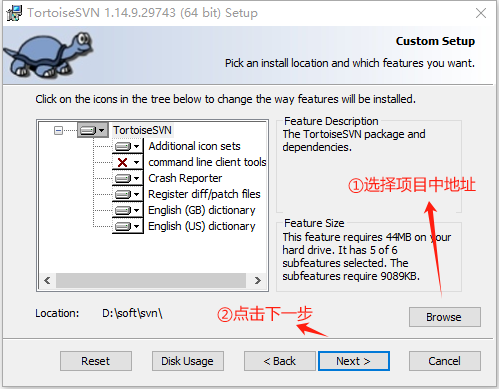 TortoiseSVN 1.14.9.29743 (64 bit) Setup
Custom Setup
Pick an install location and which features you want.
Click on the icons in the tree below to change the way features will be installed.
TortoiseSVN
Additional icon sets
command line client tools
Crash Reporter
Register diff/patch files
English (GB) dictionary
English (US) dictionary
Feature Description
The TortoiseSVN package and
dependencies.
①选择项目中地址
Feature Size
This feature requires 44MB on your
hard drive. It has 5 of 6
subfeatures selected. The
subfeatures require 9089KB.
Location: D:\soft\svn\
②点击下一步
Browse
Reset
Disk Usage
< Back
Next >
Cancel